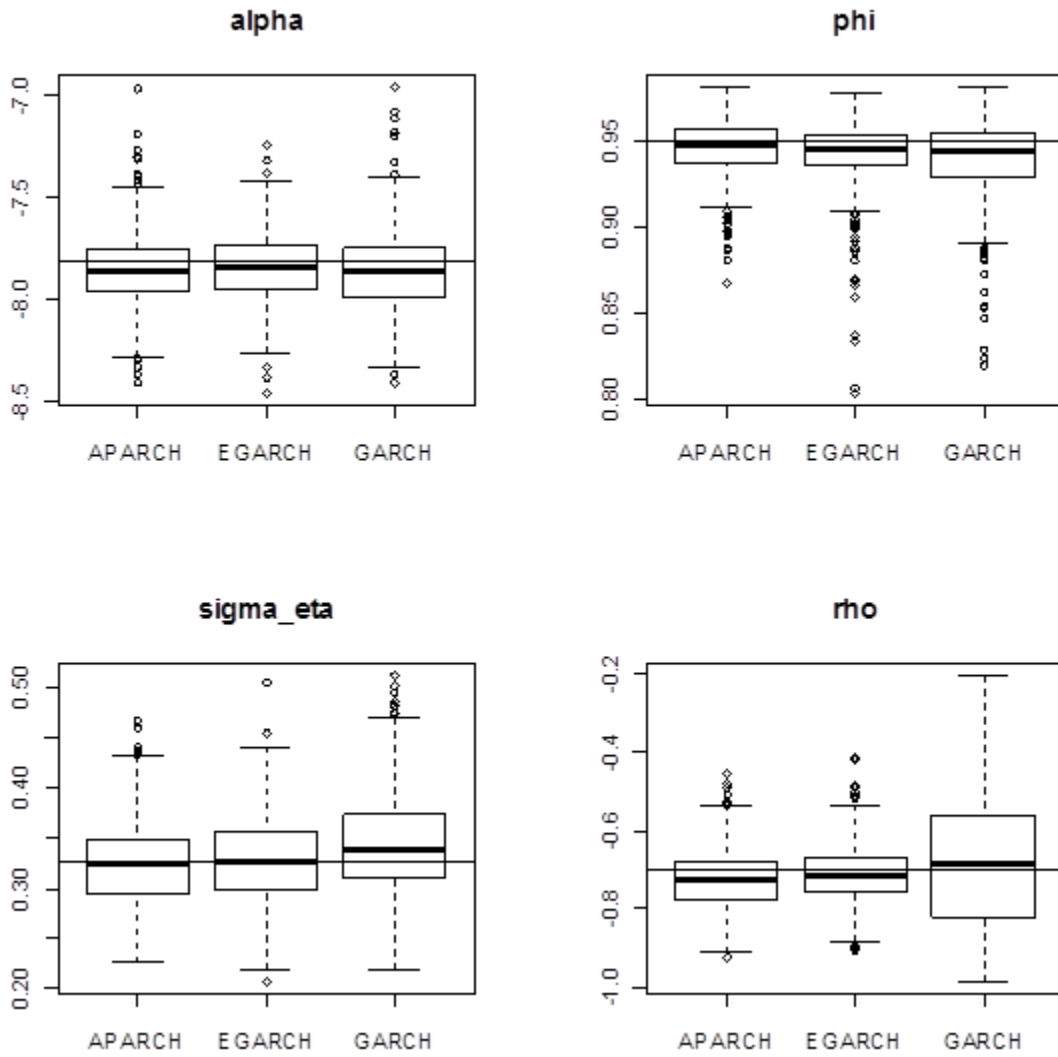 alpha
-7.0
-7.5
-8.0
-8.5
APARCH EGARCH GARCH
phi
0.95
0.90
0.85
0.80
APARCH EGARCH GARCH
sigma_eta
0.50
0.40
0.30
0.20
APARCH EGARCH GARCH
rho
-0.2
-0.4
-0.6
-0.8
-1.0
APARCH EGARCH GARCH